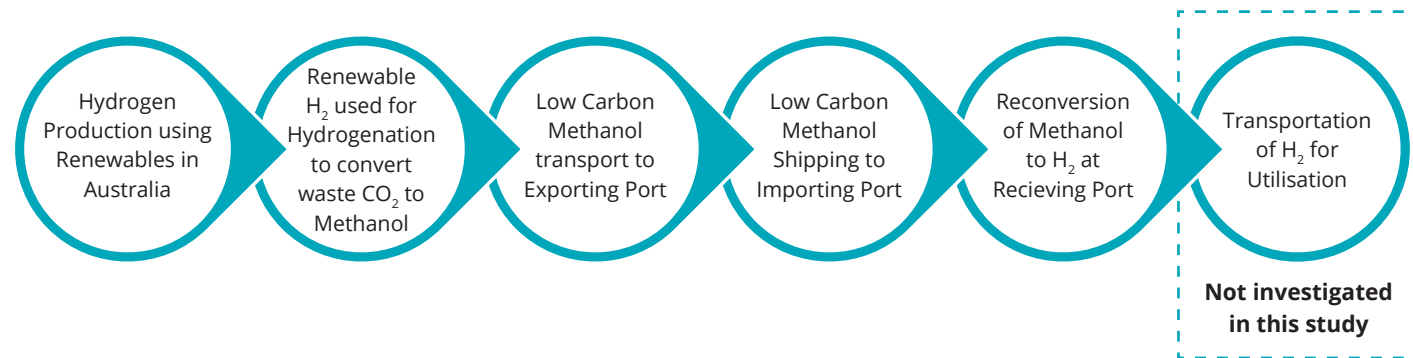 Hydrogen
Production using
Renewables in
Australia
Renewable
H₂ used for
Hydrogenation
to convert
waste CO₂ to
Methanol
Low Carbon
Methanol
transport to
Exporting Port
Low Carbon
Methanol
Shipping to
Importing Port
Reconversion
of Methanol
to H₂ at
Recieving Port
Transportation
of H₂ for
Utilisation
Not investigated
in this study